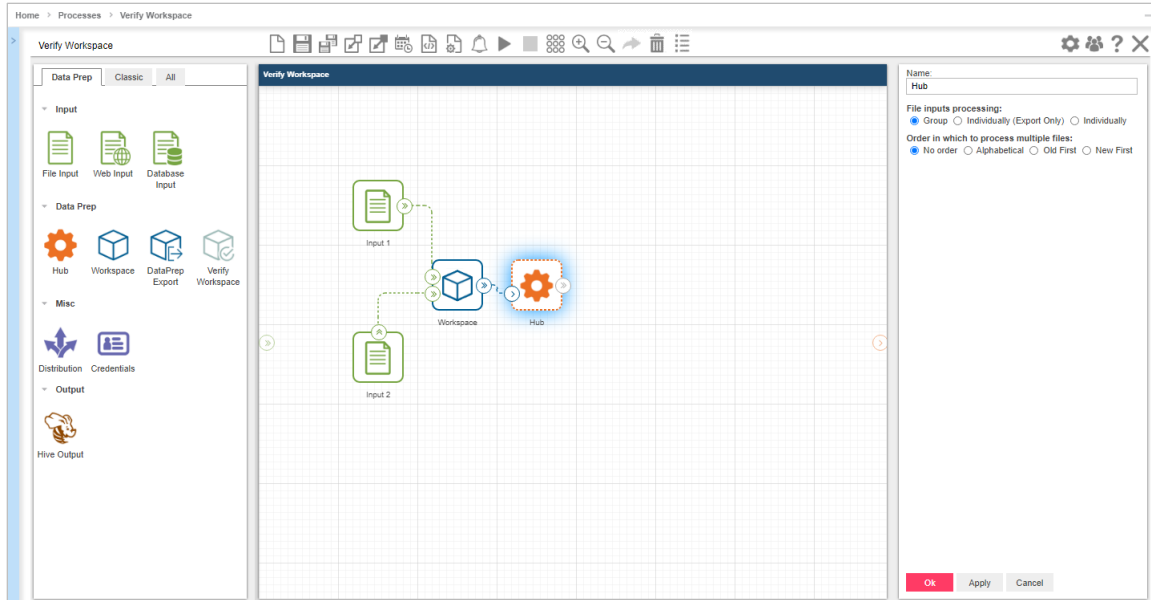 Home > Processes > Verify Workspace
Verify Workspace
Data Prep Classic All
Input
File Input Web Input Database Input
Data Prep
Hub Workspace DataPrep Export Verify Workspace
Misc
Distribution Credentials
Output
Hive Output
Verify Workspace
Input 1
Workspace Hub
Input 2
Name:
Hub
File inputs processing:
Group Individually (Export Only) Individually
Order in which to process multiple files:
No order Alphabetical Old First New First
Ok Apply Cancel